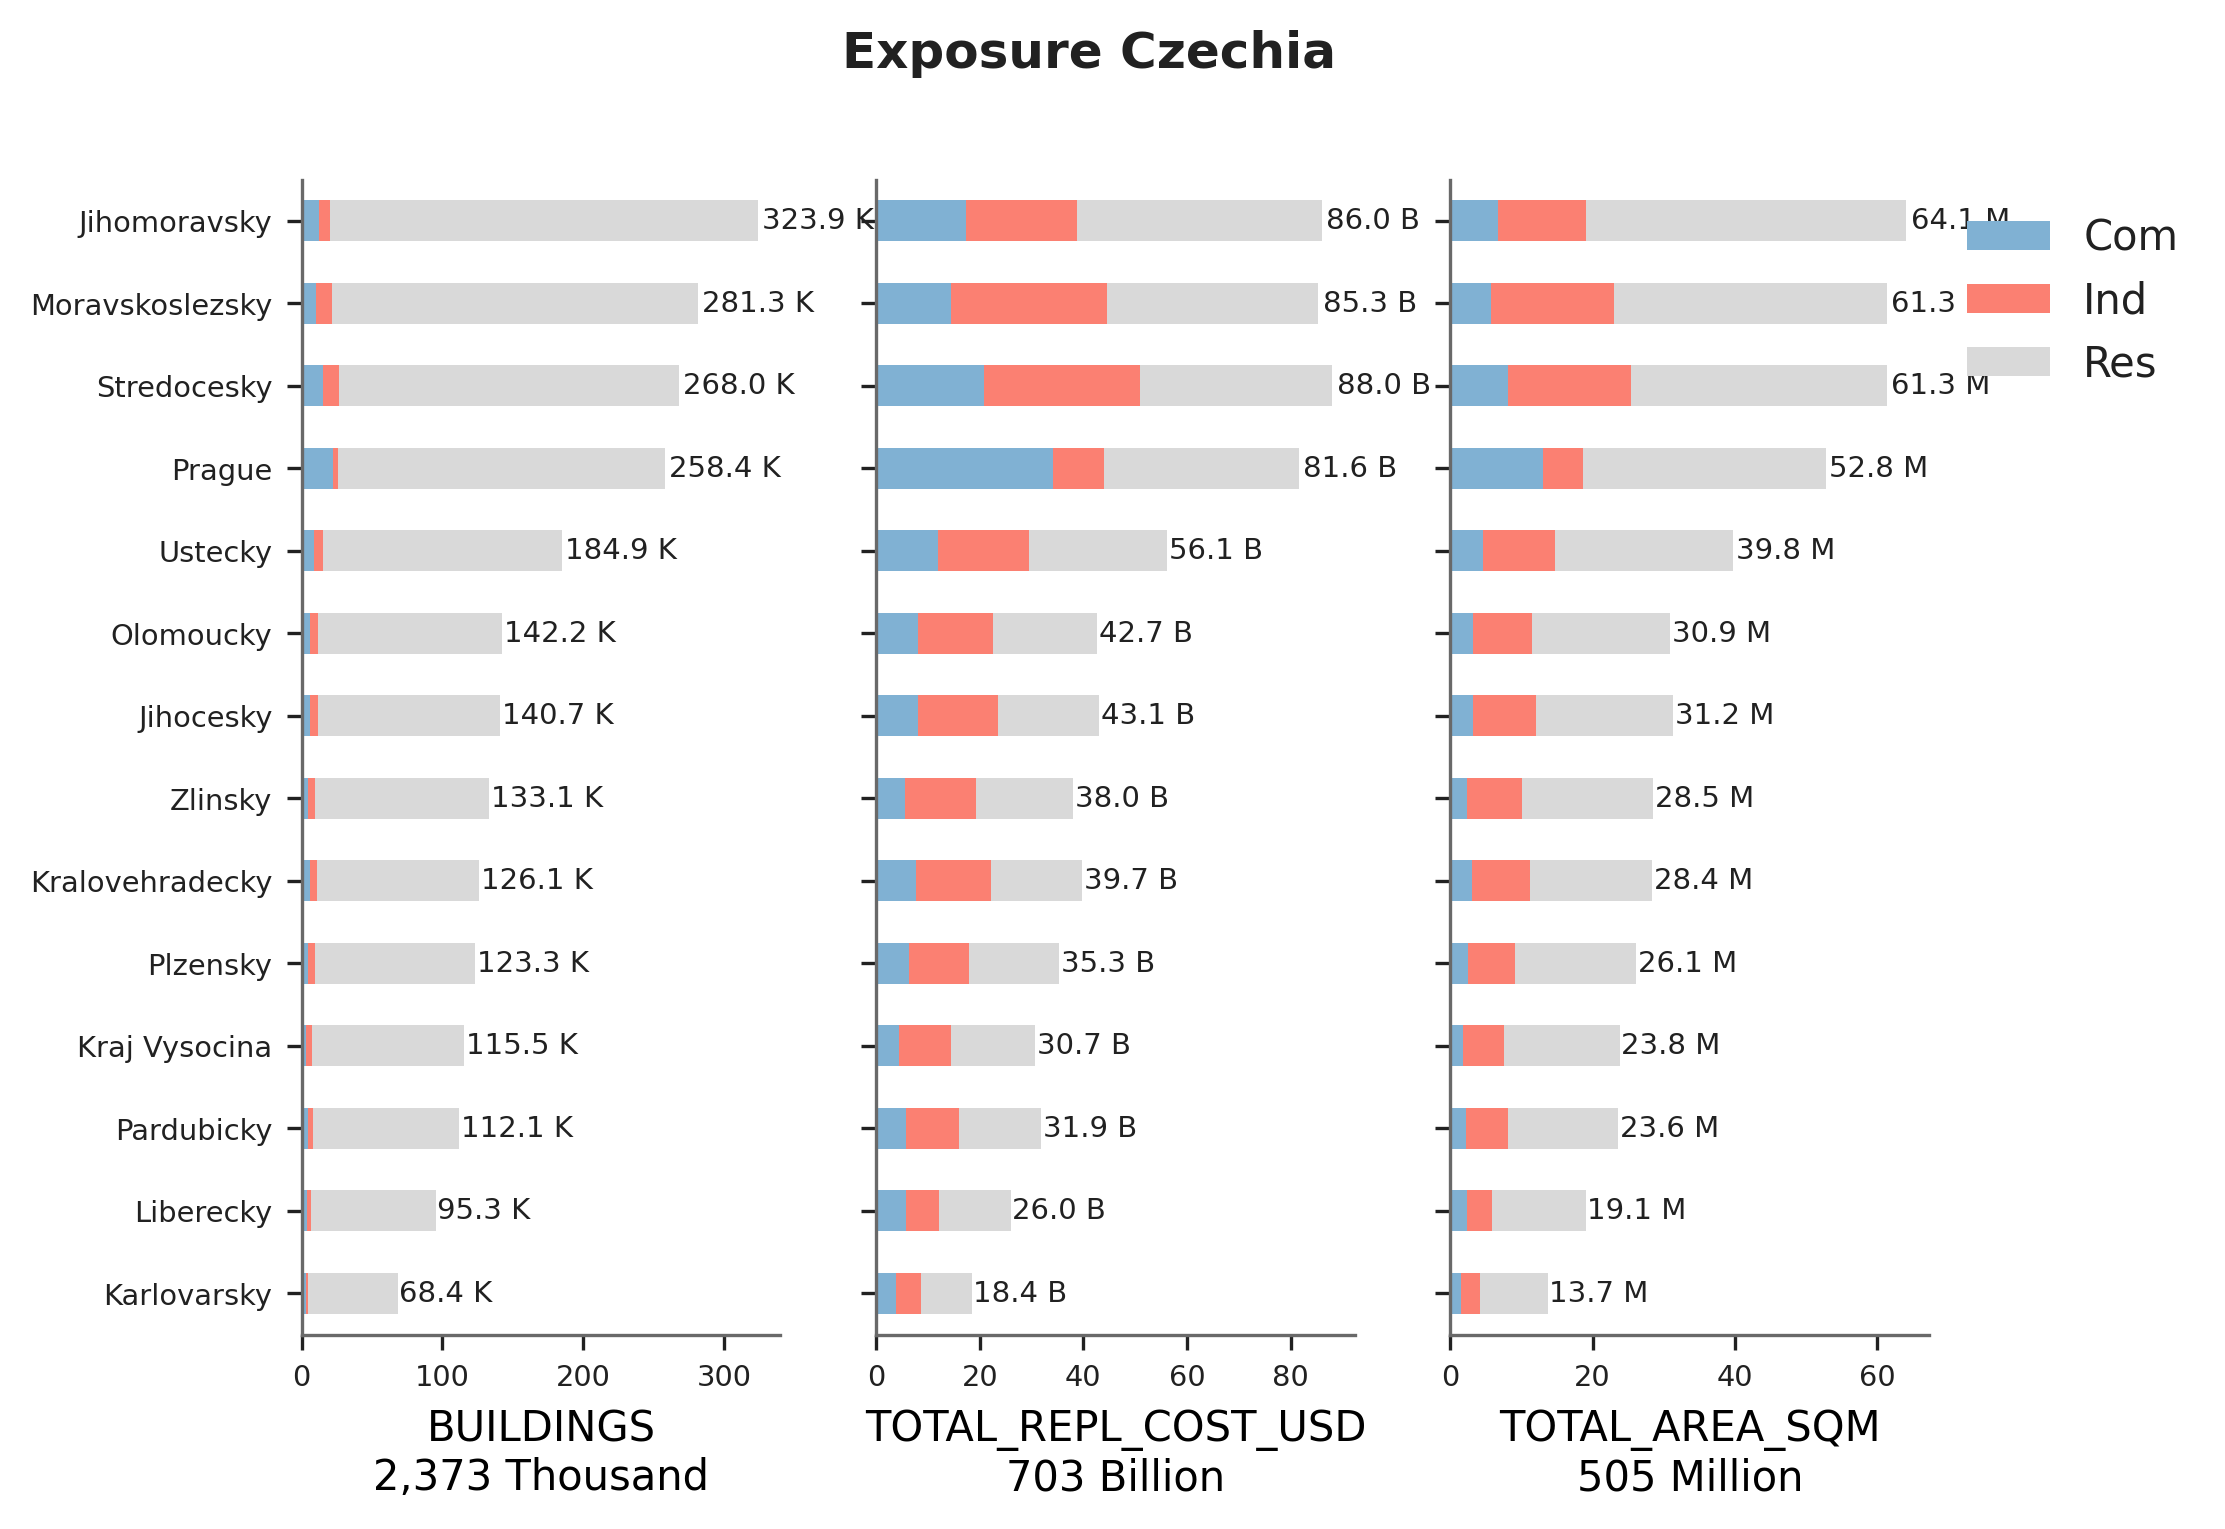 Exposure Czechia
Jihomoravsky 323.9 K 86.0 B 64.1 M Com
Moravskoslezsky 281.3 K 85.3 B 61.3 Ind
Stredocesky 268.0 K 88.0 B 61.3 M Res
Prague 258.4 K 81.6 B 52.8 M
Ustecky 184.9 K 56.1 B 39.8 M
Olomoucky 142.2 K 42.7 B 30.9 M
Jihocesky 140.7 K 43.1 B 31.2 M
Zlinsky 133.1 K 38.0 B 28.5 M
Kralovehradecky 126.1 K 39.7 B 28.4 M
Plzensky 123.3 K 35.3 B 26.1 M
Kraj Vysocina 115.5 K 30.7 B 23.8 M
Pardubicky 112.1 K 31.9 B 23.6 M
Liberecky 95.3 K 26.0 B 19.1 M
Karlovarsky 68.4 K 18.4 B 13.7 M
0 100 200 300 0 20 40 60 80 0 20 40 60
BUILDINGS TOTAL_REPL_COST_USD TOTAL_AREA_SQM
2,373 Thousand 703 Billion 505 Million